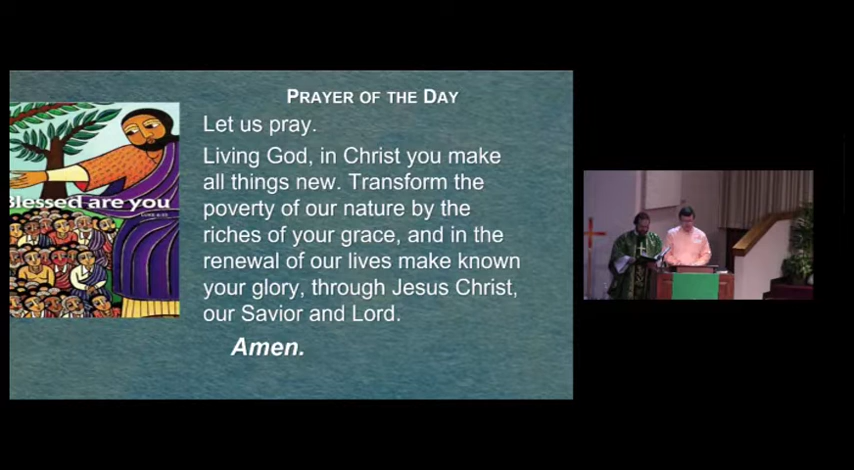 PRAYER OF THE DAY
Let us pray.
Living God, in Christ you make
all things new. Transform the
poverty of our nature by the
riches of your grace, and in the
renewal of our lives make known
your glory, through Jesus Christ,
our Savior and Lord.
Amen.
Blessed are you